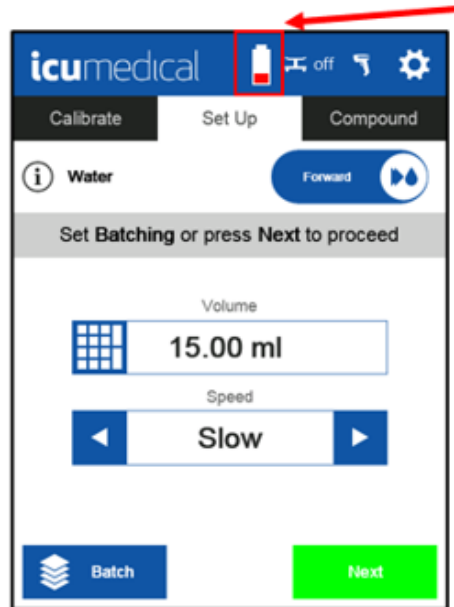 icumedical off
Calibrate Set Up Compound
i Water Forward
Set Batching or press Next to proceed
Volume
15.00 ml
Speed
Slow
Batch Next